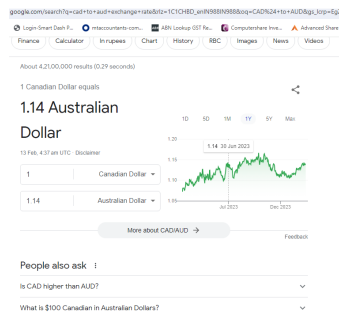 google.com/search?q=cad+to+aud+exchange+rate&rlz=1C1CHBD_enIN988IN988&oq=CAD%24+to+AUD&gs_lcrp=Eg
Login-Smart Dash P... mtaccountants-com... ABN Lookup GST Re... Computershare Inve... Advanced Share
Finance Calculator In rupees Chart History RBC Images News Videos
About 4,21,00,000 results (0.29 seconds)
1 Canadian Dollar equals
1.14 Australian
Dollar
13 Feb, 4:37 am UTC · Disclaimer
1 Canadian Dollar
1.14 Australian Dollar
1D 5D 1M 1Y 5Y Max
1.14 30 Jun 2023
1.20
1.15
1.10
1.05
Jul 2023 Dec 2023
More about CAD/AUD →
Feedback
People also ask
Is CAD higher than AUD?
What is $100 Canadian in Australian Dollars?